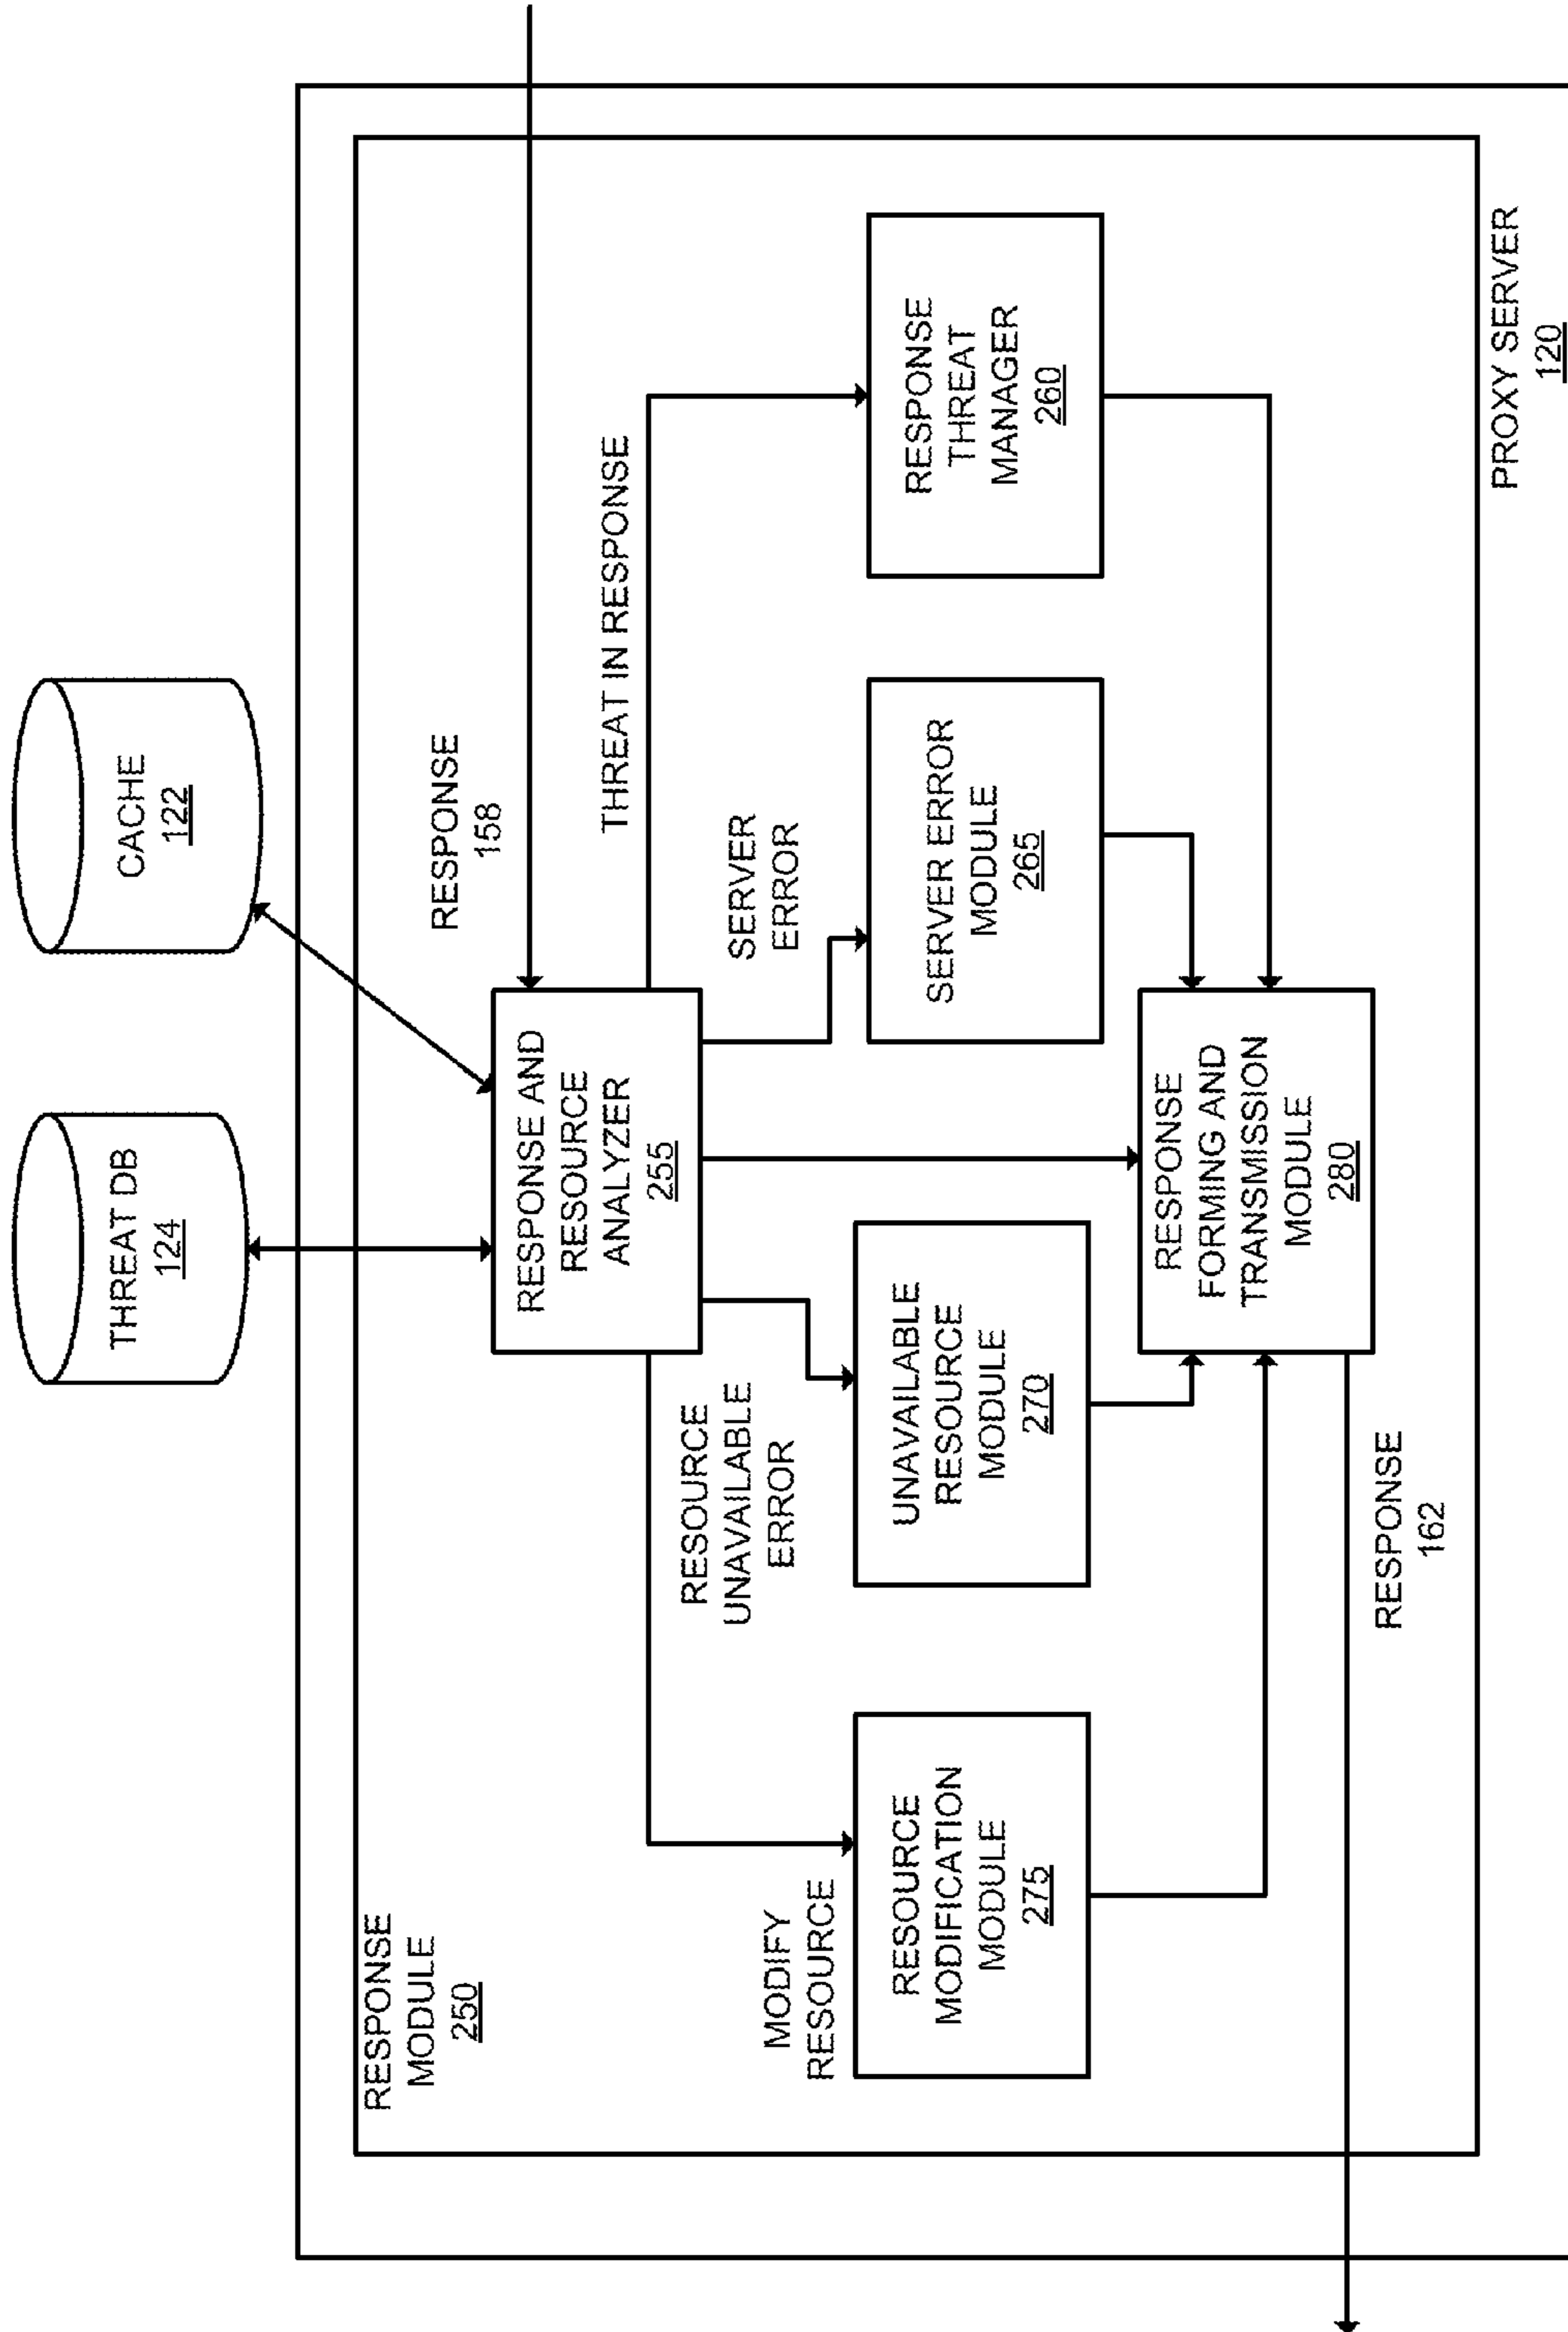 THREAT DB
124
CACHE
122
RESPONSE
MODULE
250
RESPONSE
158
RESPONSE AND
RESOURCE
ANALYZER
255
THREAT IN RESPONSE
SERVER
ERROR
RESOURCE
UNAVAILABLE
ERROR
MODIFY
RESOURCE
RESOURCE
MODIFICATION
MODULE
275
UNAVAILABLE
RESOURCE
MODULE
270
SERVER ERROR
MODULE
265
RESPONSE
THREAT
MANAGER
260
RESPONSE
FORMING AND
TRANSMISSION
MODULE
280
RESPONSE
162
PROXY SERVER
120